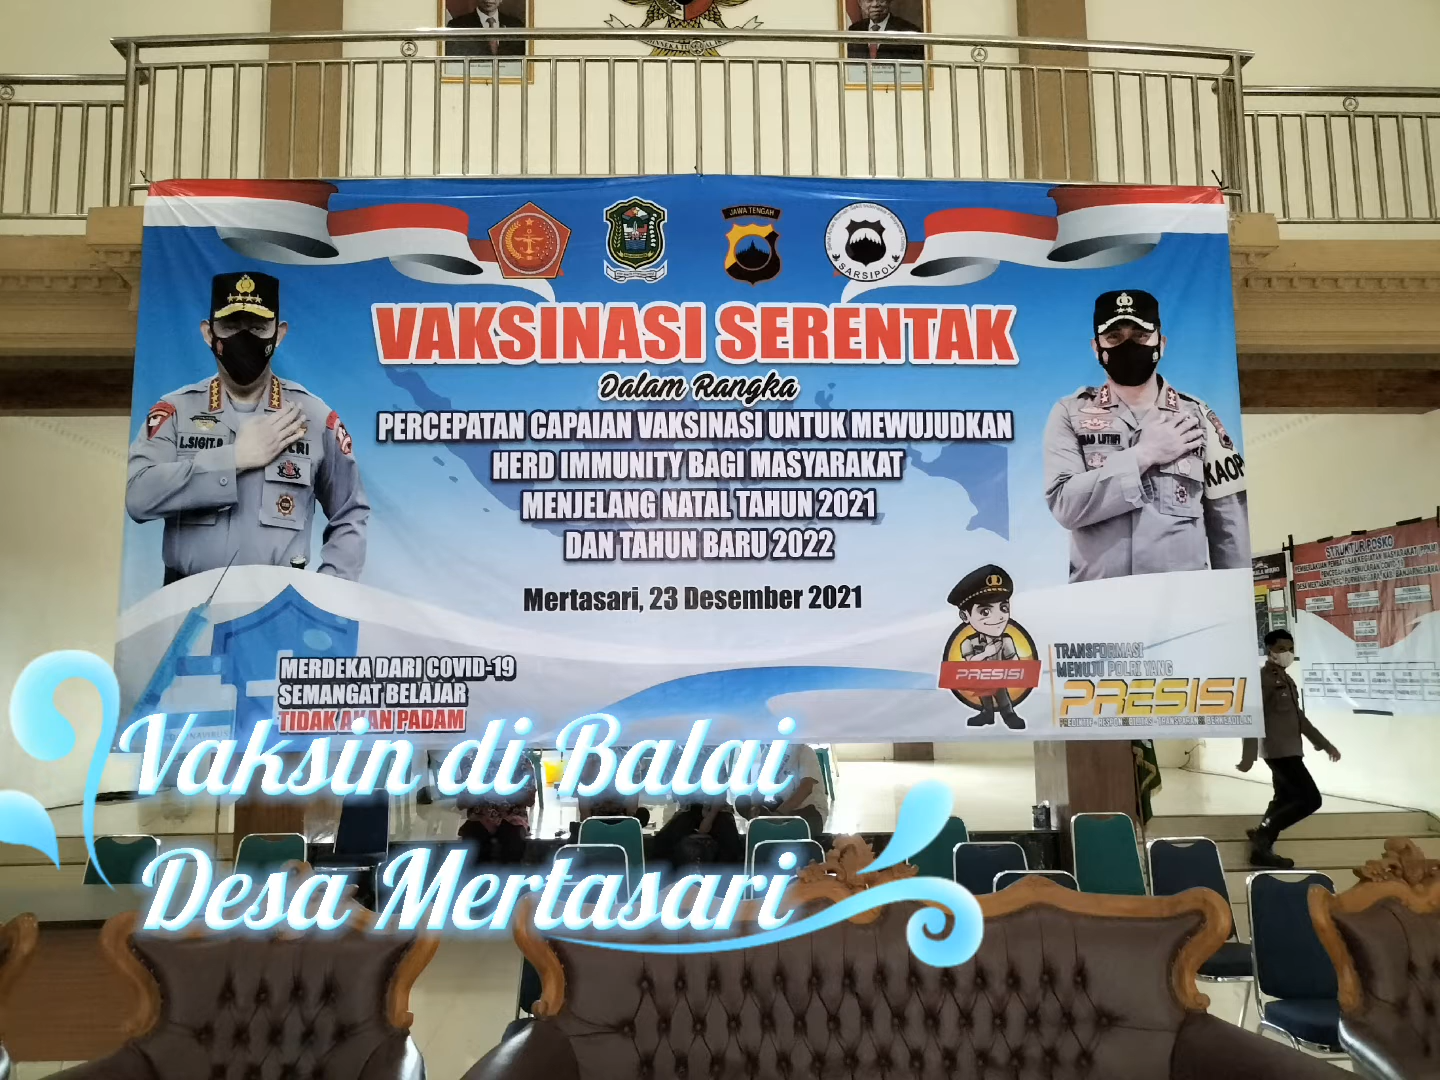 JAWA TENGAH
SARSIPOL
VAKSINASI SERENTAK
Dalam Rangka
PERCEPATAN CAPAIAN VAKSINASI UNTUK MEWUJUDKAN
HERD IMMUNITY BAGI MASYARAKAT
MENJELANG NATAL TAHUN 2021
DAN TAHUN BARU 2022
Mertasari, 23 Desember 2021
L.SIGIT.P
KAOP
MERDEKA DARI COVID-19
SEMANGAT BELAJAR
TIDAK AKAN PADAM
PRESISI
TRANSFORMASI
MENUJU POLRI YANG
PRESISI
STRUKTUR POSKO
Vaksin di Balai
Desa Mertasari